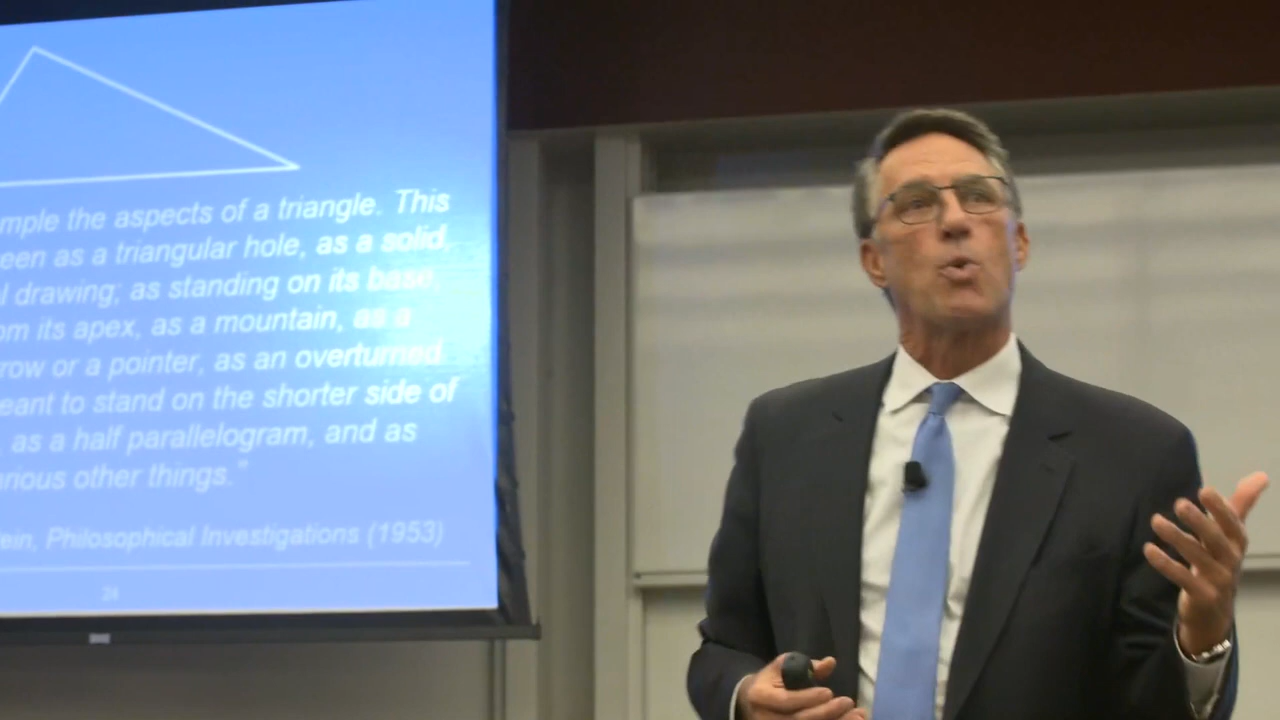 mple the aspects of a triangle. This
een as a triangular hole, as a solid,
l drawing; as standing on its base,
om its apex, as a mountain, as a
row or a pointer, as an overturned
eant to stand on the shorter side of
, as a half parallelogram, and as
arious other things."
ein, Philosophical Investigations (1953)